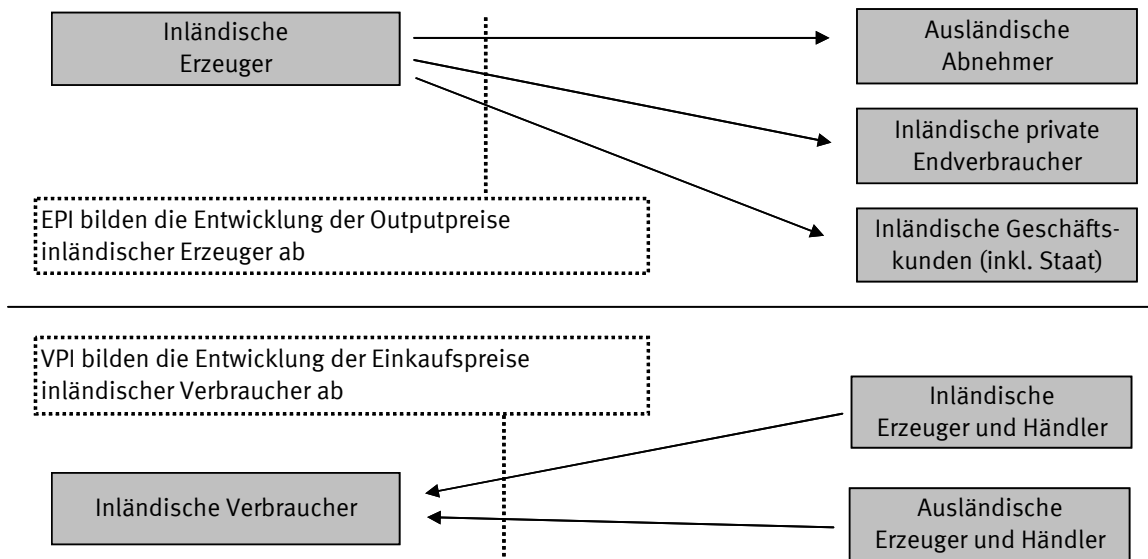 Inländische
Erzeuger
Ausländische
Abnehmer
Inländische private
Endverbraucher
EPI bilden die Entwicklung der Outputpreise
inländischer Erzeuger ab
Inländische Geschäfts-
kunden (inkl. Staat)
VPI bilden die Entwicklung der Einkaufspreise
inländischer Verbraucher ab
Inländische
Erzeuger und Händler
Inländische Verbraucher
Ausländische
Erzeuger und Händler